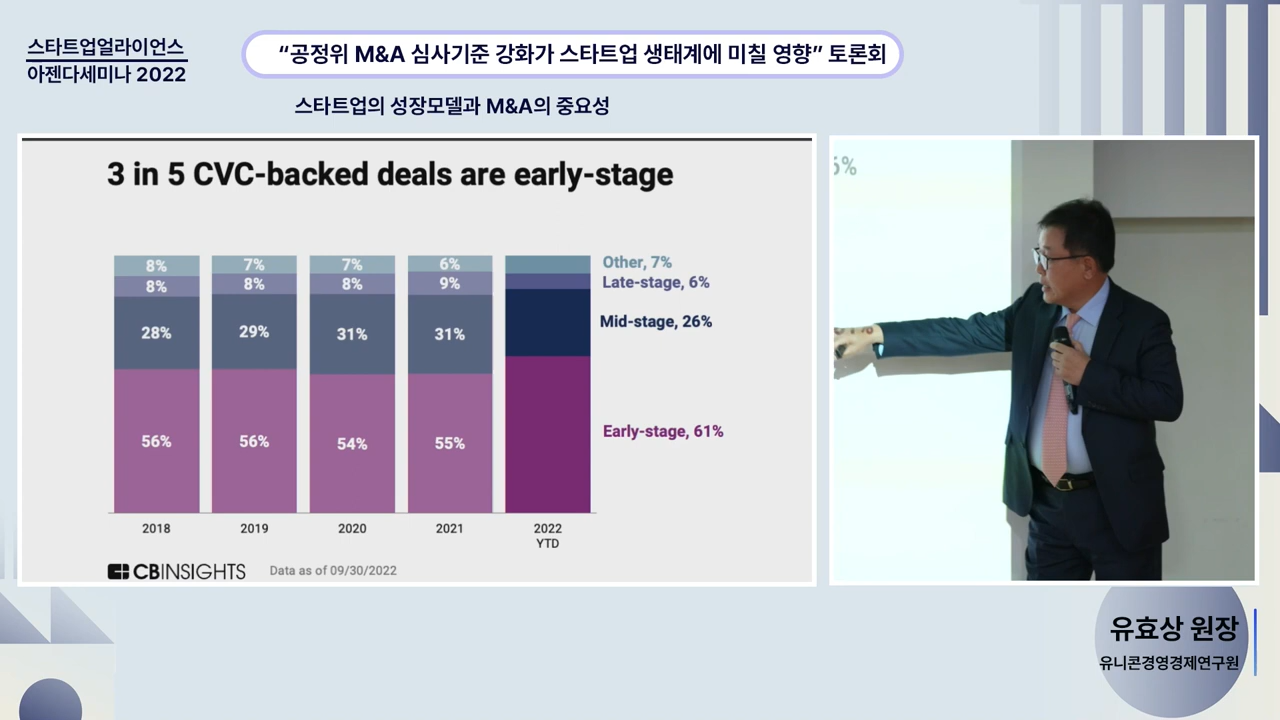 스타트업얼라이언스
아젠다세미나 2022
“공정위 M&A 심사기준 강화가 스타트업 생태계에 미칠 영향” 토론회
스타트업의 성장모델과 M&A의 중요성
3 in 5 CVC-backed deals are early-stage
8% 7% 7% 6% Other, 7%
8% 8% 8% 9% Late-stage, 6%
28% 29% 31% 31% Mid-stage, 26%
56% 56% 54% 55% Early-stage, 61%
2018 2019 2020 2021 2022
YTD
CBINSIGHTS Data as of 09/30/2022
6%
유효상 원장
유니콘경영경제연구원